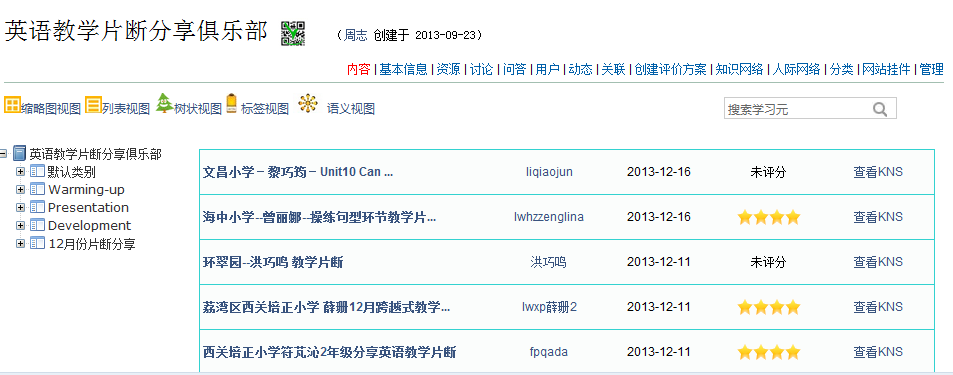 英语教学片断分享俱乐部 （周志 创建于 2013-09-23）
内容 | 基本信息 | 资源 | 讨论 | 问答 | 用户 | 动态 | 关联 | 创建评价方案 | 知识网络 | 人际网络 | 分类 | 网站挂件 | 管理
缩略图视图 列表视图 树状视图 标签视图 语义视图 搜索学习元
英语教学片断分享俱乐部
默认类别
Warming-up
Presentation
Development
12月份片断分享
文昌小学－黎巧筠－Unit10 Can ... liqiaojun 2013-12-16 未评分 查看KNS
海中小学--曾丽娜--操练句型环节教学片... lwhzzenglina 2013-12-16 查看KNS
环翠园--洪巧鸣 教学片断 洪巧鸣 2013-12-11 未评分 查看KNS
荔湾区西关培正小学 薛珊12月跨越式教学... lwxp薛珊2 2013-12-11 查看KNS
西关培正小学符芃沁2年级分享英语教学片断 fpqada 2013-12-11 查看KNS